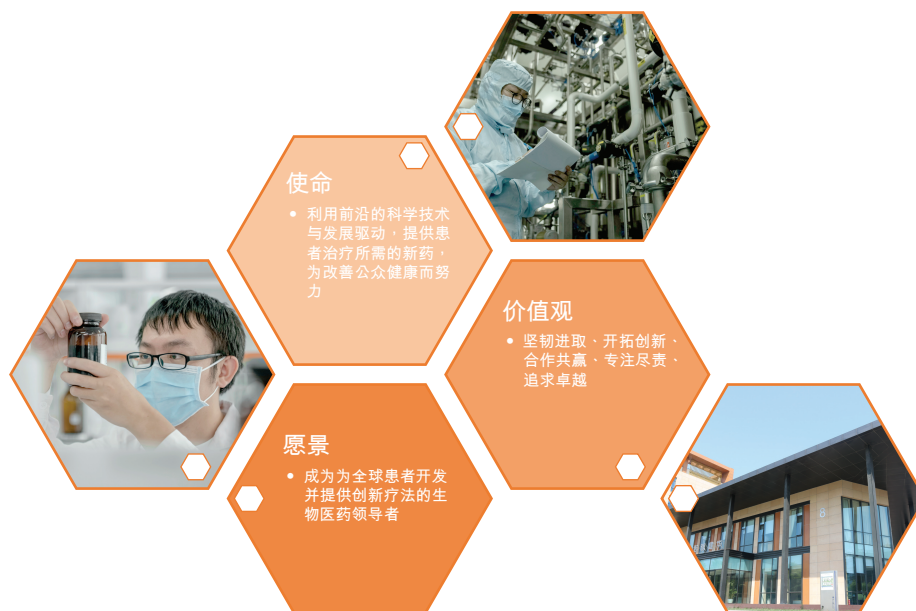 使命
• 利用前沿的科学技术
与发展驱动，提供患
者治疗所需的新药，
为改善公众健康而努
力
价值观
• 坚韧进取、开拓创新、
合作共赢、专注尽责、
追求卓越
愿景
• 成为为全球患者开发
并提供创新疗法的生
物医药领导者
8